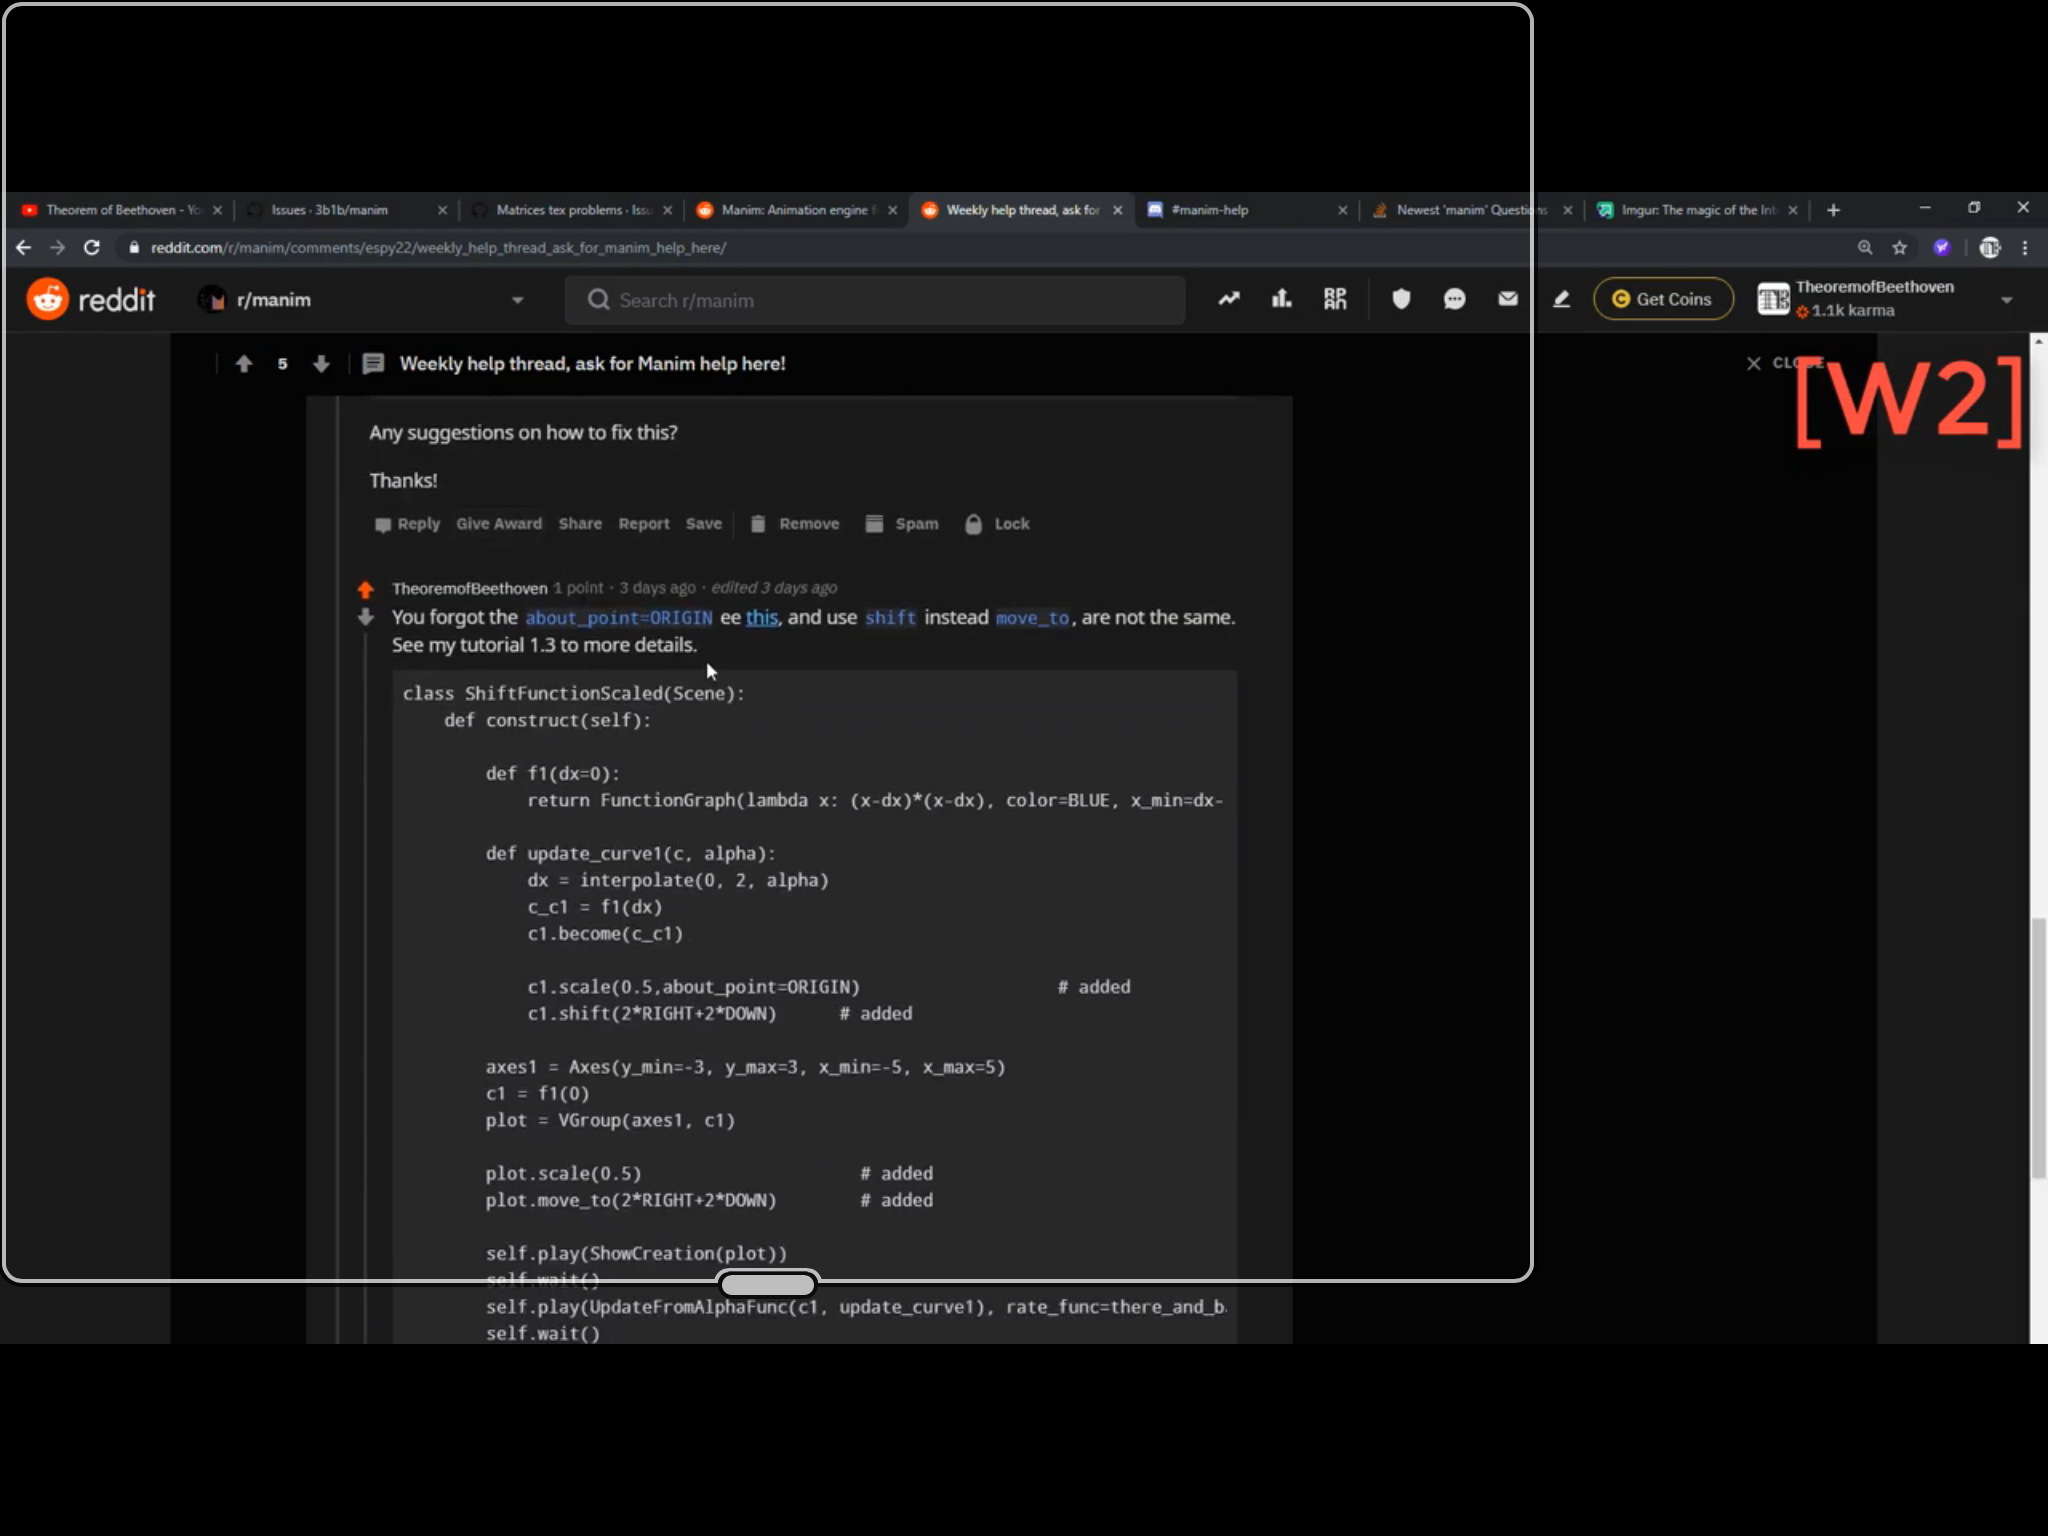 Theorem of Beethoven - Yo
Issues · 3b1b/manim
Matrices tex problems · Issu
Manim: Animation engine f
Weekly help thread, ask for
#manim-help
Newest 'manim' Questions
Imgur: The magic of the Int
reddit.com/r/manim/comments/espy22/weekly_help_thread_ask_for_manim_help_here/
reddit
r/manim
Search r/manim
RPAN
Get Coins
TheoremofBeethoven
1.1k karma
5
Weekly help thread, ask for Manim help here!
[W2]
Any suggestions on how to fix this?
Thanks!
Reply Give Award Share Report Save Remove Spam Lock
TheoremofBeethoven 1 point · 3 days ago · edited 3 days ago
You forgot the about_point=ORIGIN ee this, and use shift instead move_to, are not the same.
See my tutorial 1.3 to more details.
class ShiftFunctionScaled(Scene):
def construct(self):
def f1(dx=0):
return FunctionGraph(lambda x: (x-dx)*(x-dx), color=BLUE, x_min=dx-
def update_curve1(c, alpha):
dx = interpolate(0, 2, alpha)
c_c1 = f1(dx)
c1.become(c_c1)
c1.scale(0.5,about_point=ORIGIN) # added
c1.shift(2*RIGHT+2*DOWN) # added
axes1 = Axes(y_min=-3, y_max=3, x_min=-5, x_max=5)
c1 = f1(0)
plot = VGroup(axes1, c1)
plot.scale(0.5) # added
plot.move_to(2*RIGHT+2*DOWN) # added
self.play(ShowCreation(plot))
self.wait()
self.play(UpdateFromAlphaFunc(c1, update_curve1), rate_func=there_and_b
self.wait()